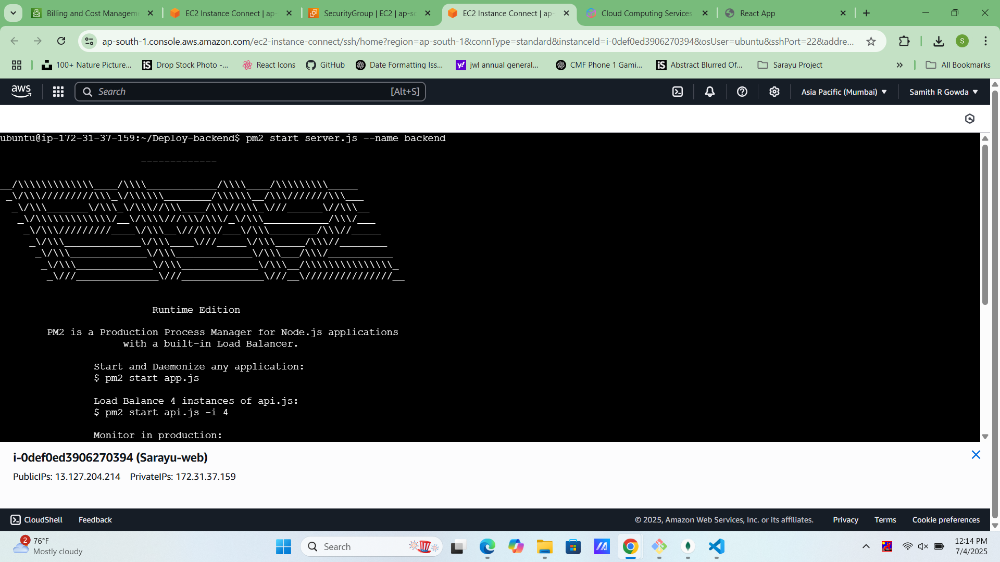 Billing and Cost Managem
EC2 Instance Connect | ap-
SecurityGroup | EC2 | ap-so
EC2 Instance Connect | ap-
Cloud Computing Services
React App
ap-south-1.console.aws.amazon.com/ec2-instance-connect/ssh/home?region=ap-south-1&connType=standard&instanceId=i-0def0ed3906270394&osUser=ubuntu&sshPort=22&addre...
S
100+ Nature Picture...
iS Drop Stock Photo -...
React Icons
GitHub
Date Formatting Iss...
y! jwl annual general...
CMF Phone 1 Gami...
iS Abstract Blurred Of...
Sarayu Project
»
All Bookmarks
aws
Search
[Alt+S]
Asia Pacific (Mumbai)
Samith R Gowda
ubuntu@ip-172-31-37-159:~/Deploy-backend$ pm2 start server.js --name backend
-------------
__/\\\\\\\\\\\\\____/\\\\____________/\\\\____/\\\\\\\\\_____
_\/\\\/////////\\\_\/\\\\\\________/\\\\\\__/\\\///////\\\___
_\/\\\_______\/\\\_\/\\\//\\\____/\\\//\\\_\///______\//\\\__
_\/\\\\\\\\\\\\\/__\/\\\\///\\\/\\\/_\/\\\___________/\\\/___
_\/\\\/////////____\/\\\__\///\\\/___\/\\\________/\\\//_____
_\/\\\_____________\/\\\____\///_____\/\\\_____/\\\//________
_\/\\\_____________\/\\\_____________\/\\\___/\\\/___________
_\/\\\_____________\/\\\_____________\/\\\__/\\\\\\\\\\\\\\\_
_\///______________\///______________\///__\///////////////__
Runtime Edition
PM2 is a Production Process Manager for Node.js applications
with a built-in Load Balancer.
Start and Daemonize any application:
$ pm2 start app.js
Load Balance 4 instances of api.js:
$ pm2 start api.js -i 4
Monitor in production:
i-0def0ed3906270394 (Sarayu-web)
PublicIPs: 13.127.204.214 PrivateIPs: 172.31.37.159
CloudShell
Feedback
© 2025, Amazon Web Services, Inc. or its affiliates.
Privacy
Terms
Cookie preferences
2
76°F
Mostly cloudy
Search
12:14 PM
7/4/2025